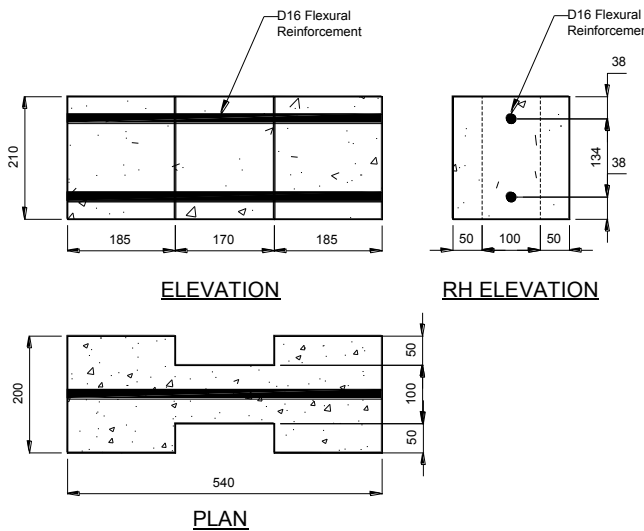 D16 Flexural
Reinforcement
210
185
170
185
ELEVATION
D16 Flexural
Reinforcemen
38
134
38
50
100
50
RH ELEVATION
200
50
100
50
540
PLAN